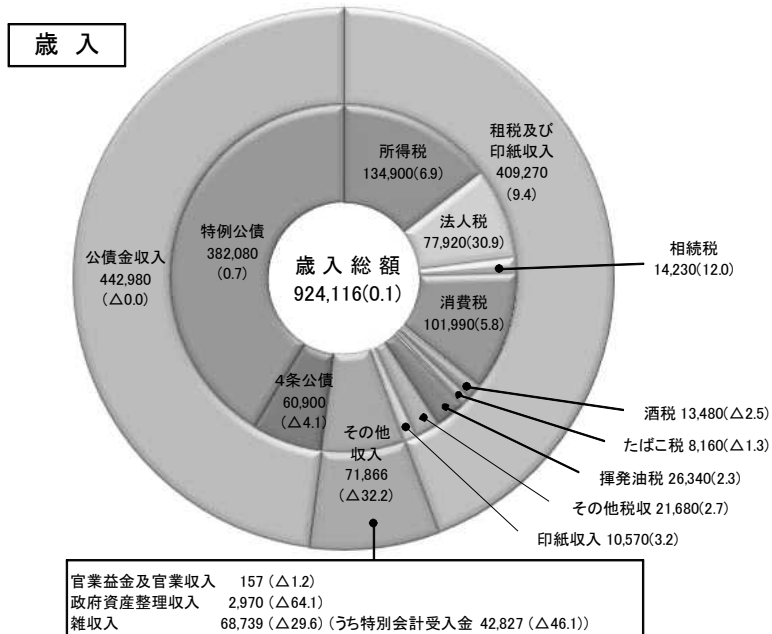 歳 入
租税及び
印紙収入
409,270
(9.4)
所得税
134,900(6.9)
法人税
77,920(30.9)
相続税
14,230(12.0)
消費税
101,990(5.8)
酒税 13,480(△2.5)
たばこ税 8,160(△1.3)
揮発油税 26,340(2.3)
その他税収 21,680(2.7)
印紙収入 10,570(3.2)
歳入総額
924,116(0.1)
特例公債
382,080
(0.7)
公債金収入
442,980
(△0.0)
4条公債
60,900
(△4.1)
その他
収入
71,866
(△32.2)
官業益金及官業収入 157 (△1.2)
政府資産整理収入 2,970 (△64.1)
雑収入 68,739 (△29.6) (うち特別会計受入金 42,827 (△46.1))